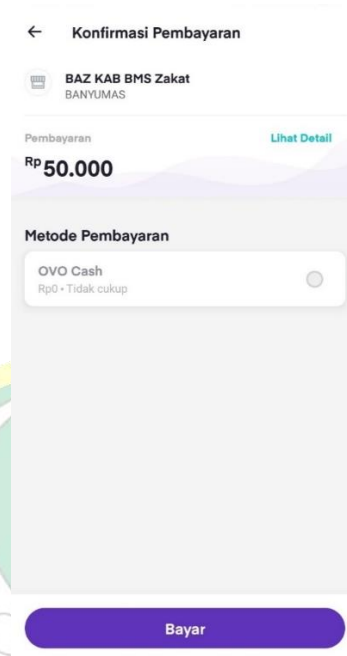 Konfirmasi Pembayaran
BAZ KAB BMS Zakat
BANYUMAS
Pembayaran
Lihat Detail
Rp50.000
Metode Pembayaran
OVO Cash
Rp0 • Tidak cukup
Bayar